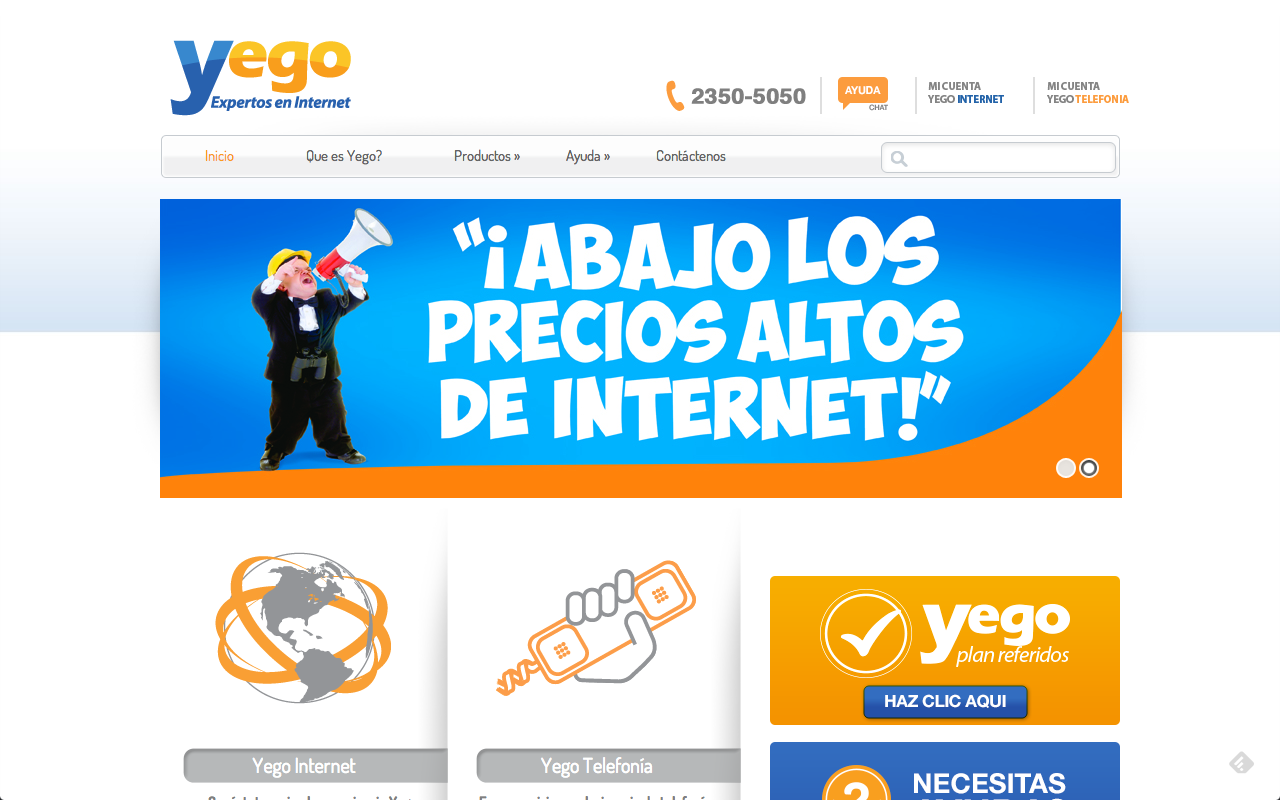 yego
Expertos en Internet
2350-5050
AYUDA
CHAT
MI CUENTA
YEGO INTERNET
MI CUENTA
YEGO TELEFONIA
Inicio
Que es Yego?
Productos »
Ayuda »
Contáctenos
"¡ABAJO LOS
PRECIOS ALTOS
DE INTERNET!"
yego
plan referidos
HAZ CLIC AQUI
Yego Internet
Yego Telefonía
?
NECESITAS